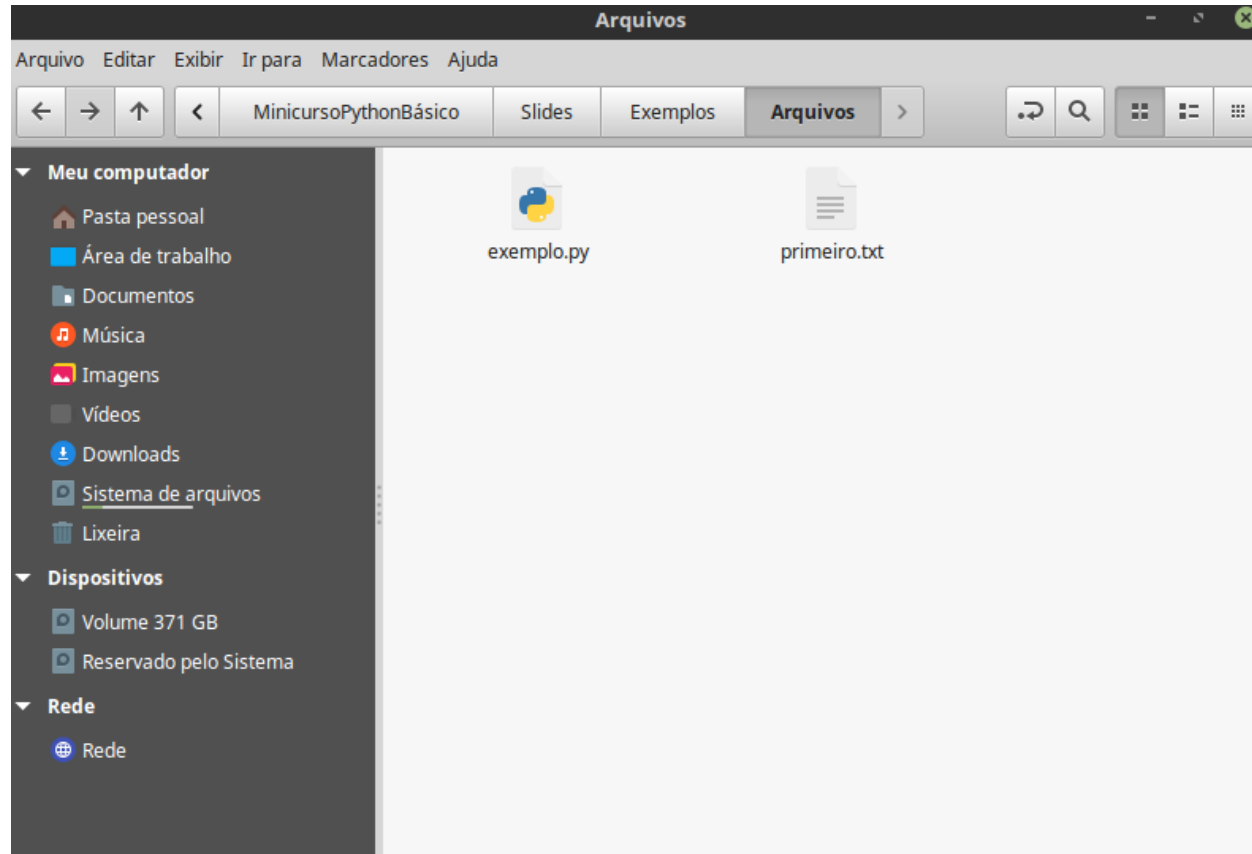 Arquivos
Arquivo Editar Exibir Ir para Marcadores Ajuda
MinicursoPythonBásico Slides Exemplos Arquivos
Meu computador
Pasta pessoal
Área de trabalho
Documentos
Música
Imagens
Vídeos
Downloads
Sistema de arquivos
Lixeira
Dispositivos
Volume 371 GB
Reservado pelo Sistema
Rede
Rede
exemplo.py primeiro.txt